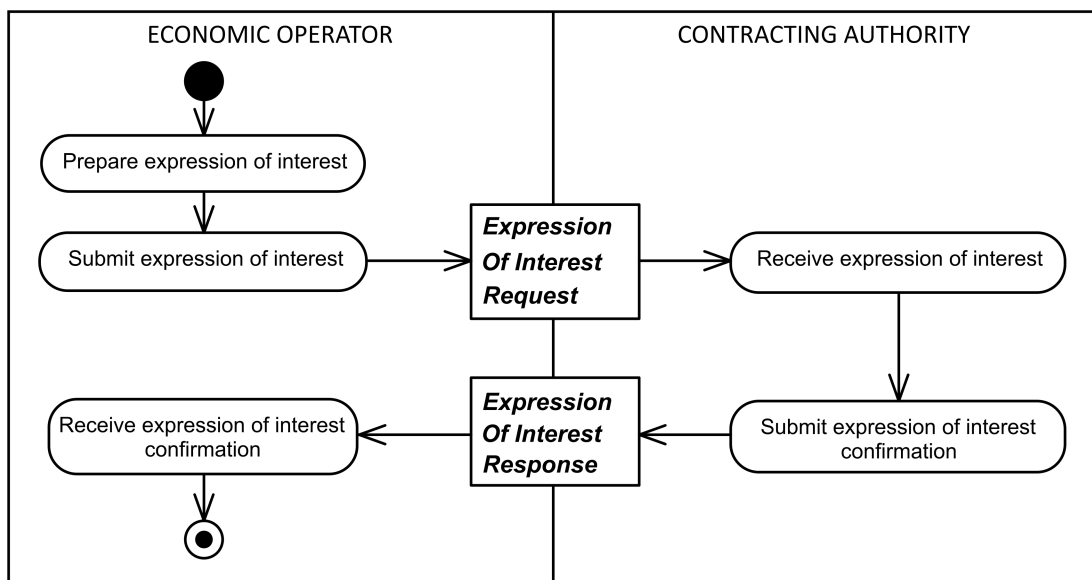 ECONOMIC OPERATOR
CONTRACTING AUTHORITY
Prepare expression of interest
Submit expression of interest
Expression
Of Interest
Request
Receive expression of interest
Receive expression of interest
confirmation
Expression
Of Interest
Response
Submit expression of interest
confirmation